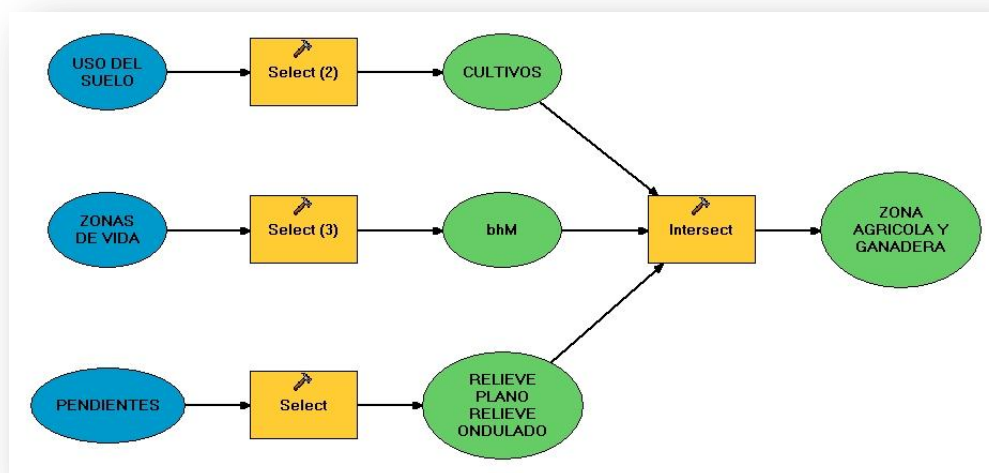 USO DEL
SUELO
Select (2)
CULTIVOS
ZONAS
DE VIDA
Select (3)
bhM
Intersect
ZONA
AGRICOLA Y
GANADERA
PENDIENTES
Select
RELIEVE
PLANO
RELIEVE
ONDULADO